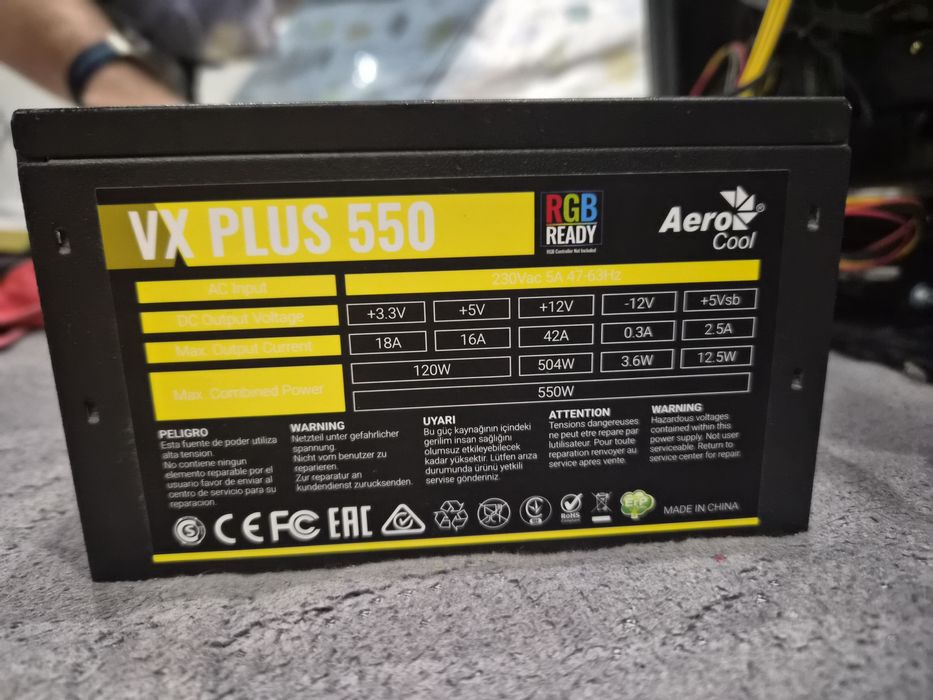 VX PLUS 550
RGB
READY
RGB Controller Not Included
Aero
Cool
AC Input
230Vac 5A 47-63Hz
DC Output Voltage
+3.3V
+5V
+12V
-12V
+5Vsb
Max. Output Current
18A
16A
42A
0.3A
2.5A
Max. Combined Power
120W
504W
3.6W
12.5W
550W
PELIGRO
Esta fuente de poder utiliza
alta tension.
No contiene ningun
elemento reparable por el
usuario favor de enviar al
centro de servicio para su
reparacion.
WARNING
Netzteil unter gefahrlicher
spannung.
Nicht vom benutzer zu
reparieren.
Zur reparatur an
kundendienst zurucksenden.
UYARI
Bu güç kaynağının içindeki
gerilim insan sağlığını
olumsuz etkileyebilecek
kadar yüksektir. Lütfen arıza
durumunda ürünü yetkili
servise gönderiniz.
ATTENTION
Tensions dangereuses
ne peut etre repare par
lutilisateur. Pour toute
reparation renvoyer au
service apres vente.
WARNING
Hazardous voltages
contained within this
power supply. Not user
serviceable. Return to
service center for repair.
CE FC EAC
RoHS
ErP
MADE IN CHINA